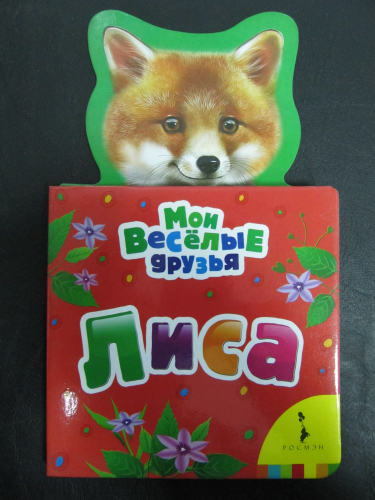 Мои
Весёлые
друзья
Лиса
РОСМЭН